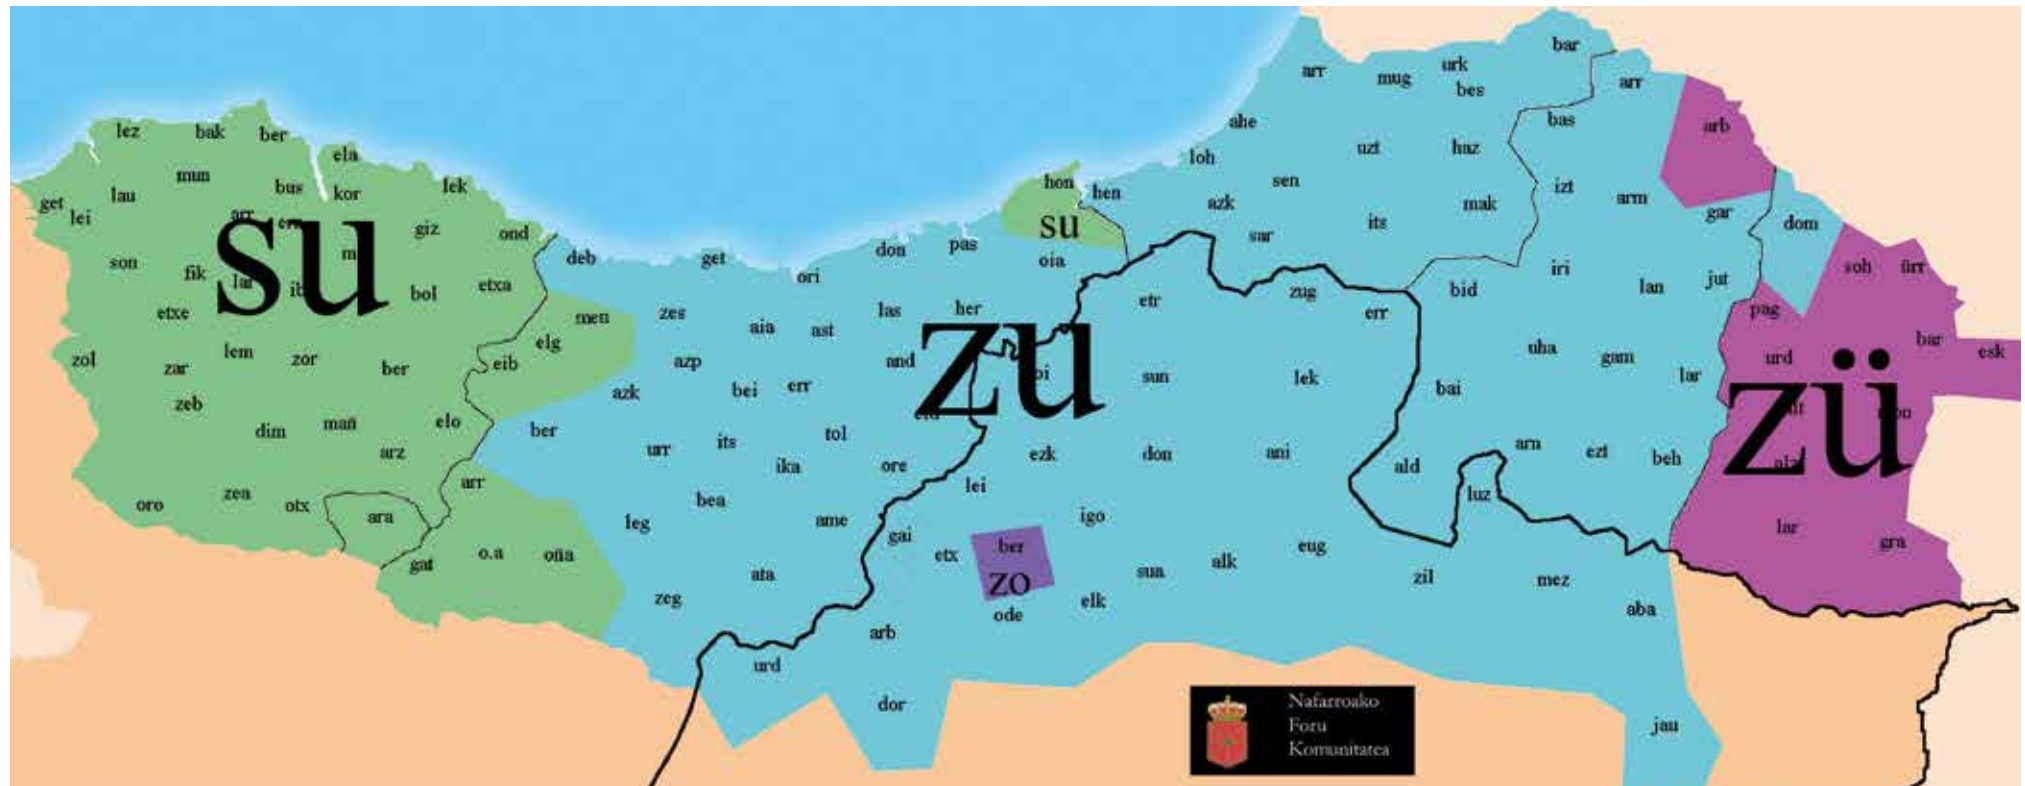 bar
arr
mug
urk
bes
arr
bas
arb
lez
bak
ber
ahe
uzt
haz
ela
loh
mun
bus
kor
lek
hon
hen
sen
izt
arm
lau
get
lei
azk
mak
gar
giz
ond
su
su
sar
its
dom
son
fik
deb
get
don
pas
oia
ori
iri
soh
ürr
etxe
bol
etxa
zes
las
her
etr
zug
err
bid
lan
jut
pag
men
elg
aia
ast
zol
zar
lem
zor
ber
eib
azp
and
zu
sun
lek
uha
gam
lar
urd
bar
esk
zeb
azk
bei
err
bai
zü
dim
mañ
elo
ber
arz
urr
its
tol
ika
ore
ezk
don
ani
ald
arn
ezt
beh
oro
zea
otx
ara
arr
bea
lei
luz
leg
ame
igo
lar
gra
gat
o.a
oña
gai
etx
ber
zo
eug
ata
zeg
sua
alk
zil
mez
elk
ode
aba
arb
urd
dor
jau
Nafarroako
Foru
Komunitatea